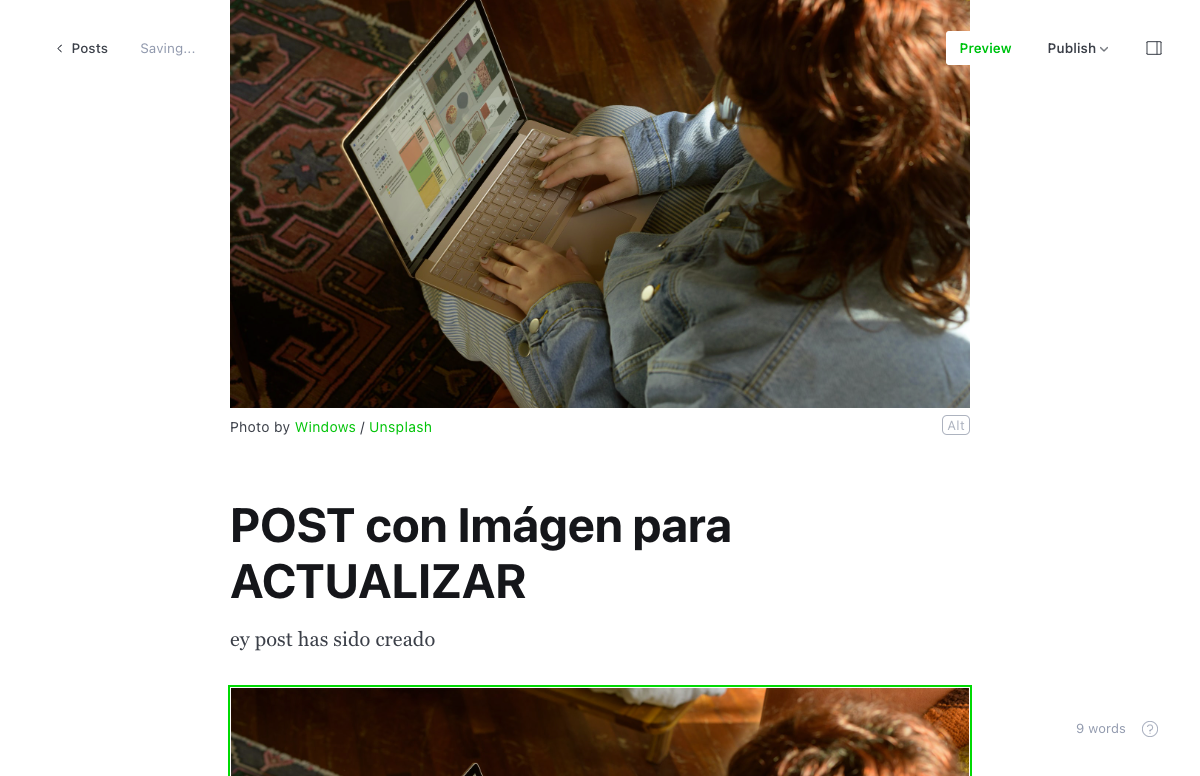 Posts Saving... Preview Publish
Photo by Windows / Unsplash Alt
POST con Imágen para
ACTUALIZAR
ey post has sido creado
9 words